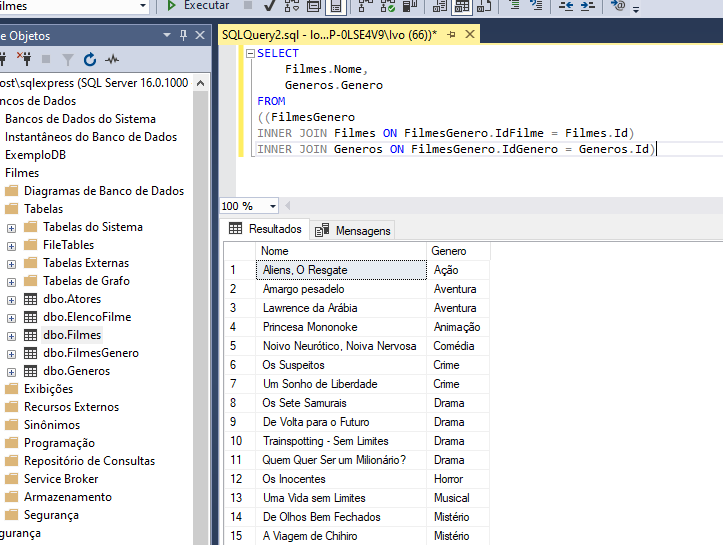 Filmes
Executar
e Objetos
ost\sqlexpress (SQL Server 16.0.1000
ncos de Dados
Bancos de Dados do Sistema
Instantâneos do Banco de Dados
ExemploDB
Filmes
Diagramas de Banco de Dados
Tabelas
Tabelas do Sistema
FileTables
Tabelas Externas
Tabelas de Grafo
dbo.Atores
dbo.ElencoFilme
dbo.Filmes
dbo.FilmesGenero
dbo.Generos
Exibições
Recursos Externos
Sinônimos
Programação
Repositório de Consultas
Service Broker
Armazenamento
Segurança
gurança
SQLQuery2.sql - lo...P-0LSE4V9\Ivo (66))*
SELECT
Filmes.Nome,
Generos.Genero
FROM
((FilmesGenero
INNER JOIN Filmes ON FilmesGenero.IdFilme = Filmes.Id)
INNER JOIN Generos ON FilmesGenero.IdGenero = Generos.Id)
100 %
Resultados Mensagens
Nome Genero
1 Aliens, O Resgate Ação
2 Amargo pesadelo Aventura
3 Lawrence da Arábia Aventura
4 Princesa Mononoke Animação
5 Noivo Neurótico, Noiva Nervosa Comédia
6 Os Suspeitos Crime
7 Um Sonho de Liberdade Crime
8 Os Sete Samurais Drama
9 De Volta para o Futuro Drama
10 Trainspotting - Sem Limites Drama
11 Quem Quer Ser um Milionário? Drama
12 Os Inocentes Horror
13 Uma Vida sem Limites Musical
14 De Olhos Bem Fechados Mistério
15 A Viagem de Chihiro Mistério